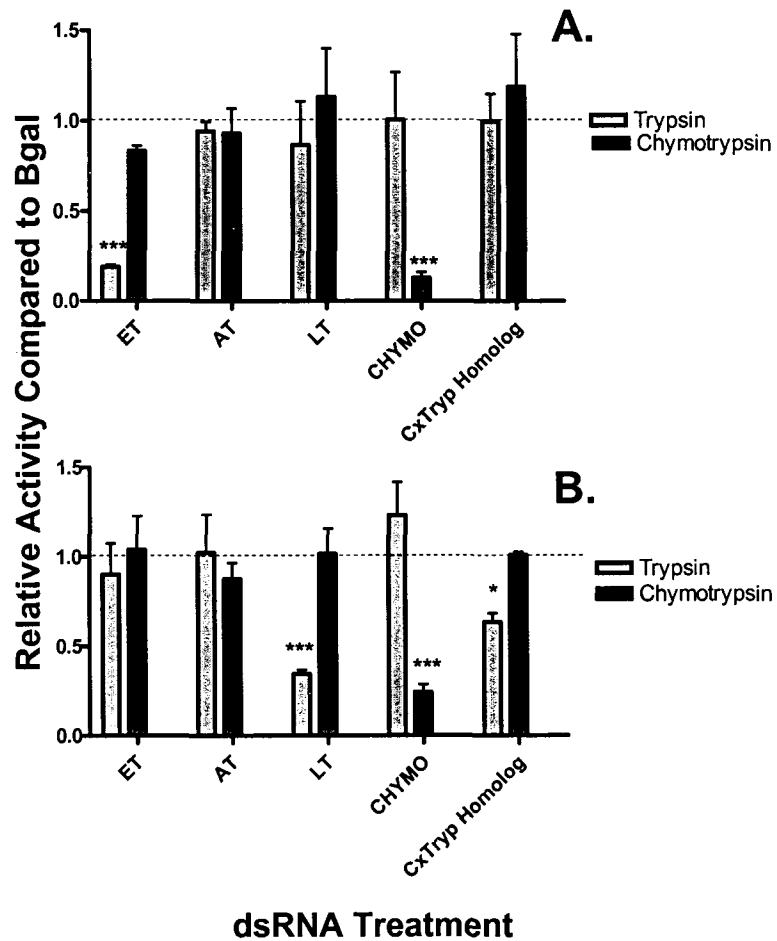 A.
1.5
1.0
0.5
0.0
***
***
Trypsin
Chymotrypsin
ET
AT
LT
CHYMO
CxTryp Homolog
Relative Activity Compared to Bgal
B.
1.5
1.0
0.5
0.0
***
***
*
Trypsin
Chymotrypsin
ET
AT
LT
CHYMO
CxTryp Homolog
dsRNA Treatment